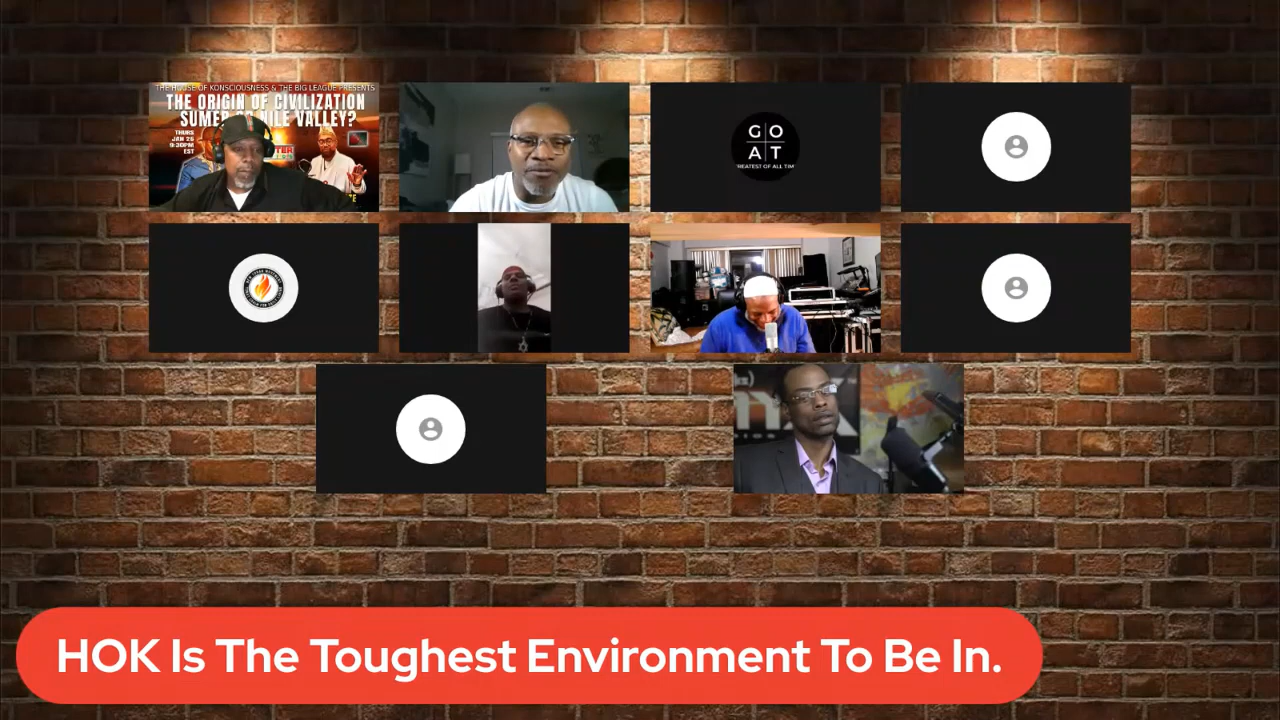 THE HOUSE OF KONSCIOUSNESS & THE BIG LEAGUE PRESENTS
THE ORIGIN OF CIVILIZATION
SUMER OR NILE VALLEY?
THURS
JAN 26
9:30PM
EST
G O
A T
REATEST OF ALL TIM
HOK Is The Toughest Environment To Be In.